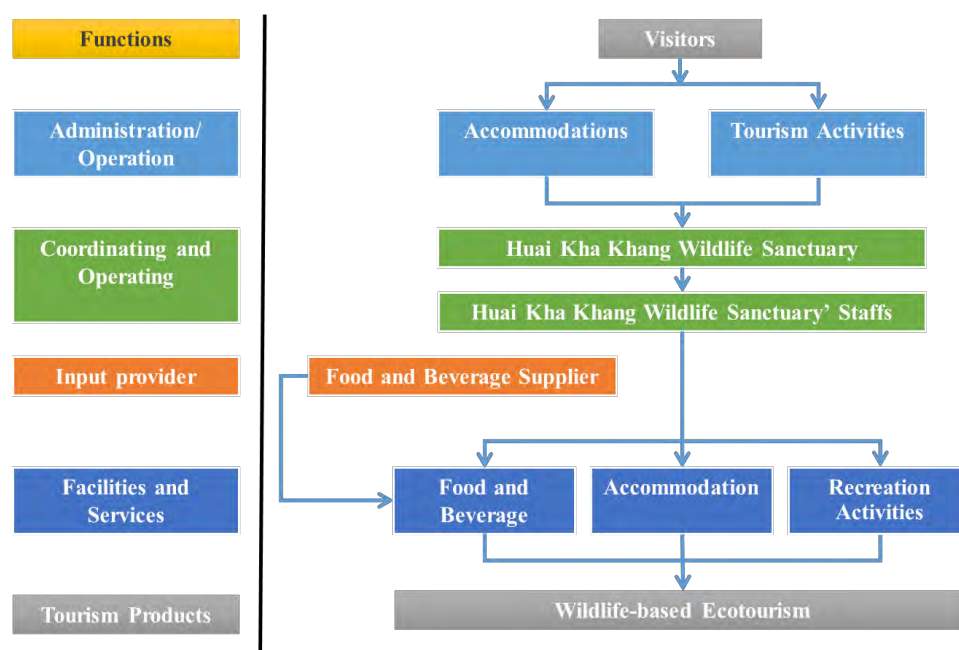 Functions
Visitors
Administration/
Operation
Accommodations
Tourism Activities
Coordinating and
Operating
Huai Kha Khang Wildlife Sanctuary
Huai Kha Khang Wildlife Sanctuary’ Staffs
Input provider
Food and Beverage Supplier
Facilities and
Services
Food and
Beverage
Accommodation
Recreation
Activities
Tourism Products
Wildlife-based Ecotourism